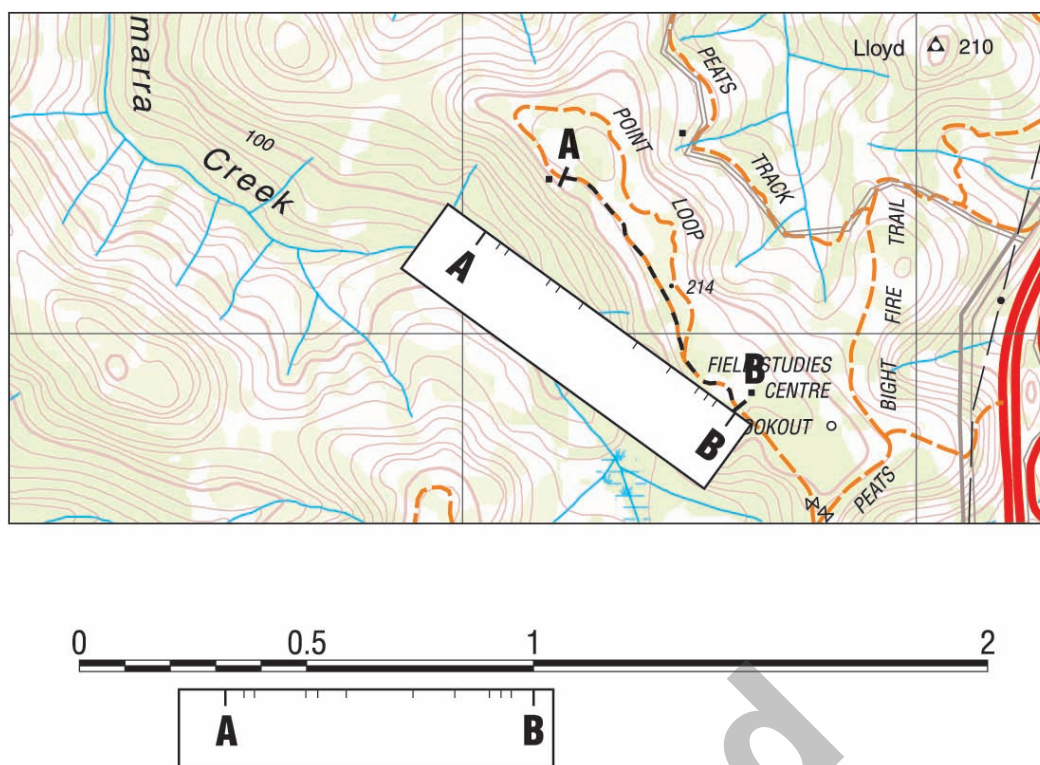 marra
Creek
100
Lloyd 210
PEATS
TRACK
POINT
LOOP
A
214
A
FIRE TRAIL
BIGHT
FIELD STUDIES
CENTRE
B
B
OOKOUT
PEATS
0 0.5 1 2
A B
d